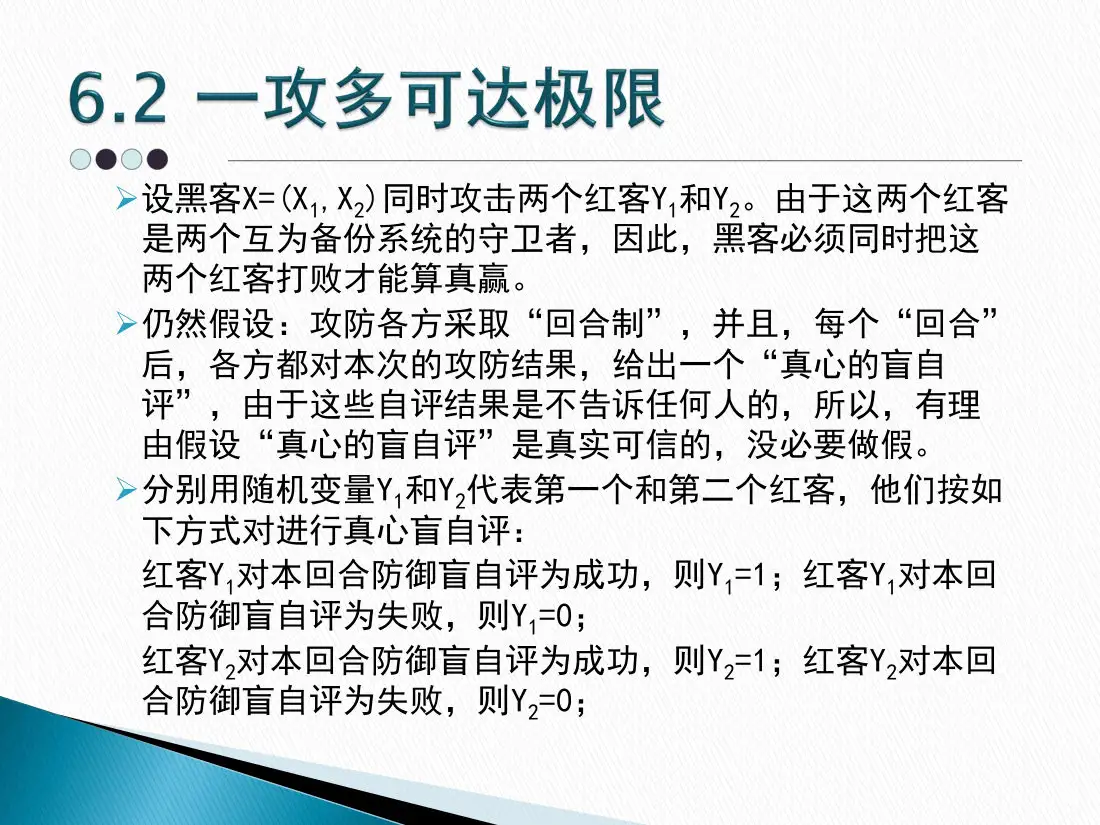 6.2 一攻多可达极限
➢设黑客X=(X₁,X₂)同时攻击两个红客Y₁和Y₂。由于这两个红客
是两个互为备份系统的守卫者，因此，黑客必须同时把这
两个红客打败才能算真赢。
➢仍然假设：攻防各方采取“回合制”，并且，每个“回合”
后，各方都对本次的攻防结果，给出一个“真心的盲自
评”，由于这些自评结果是不告诉任何人的，所以，有理
由假设“真心的盲自评”是真实可信的，没必要做假。
➢分别用随机变量Y₁和Y₂代表第一个和第二个红客，他们按如
下方式对进行真心盲自评：
红客Y₁对本回合防御盲自评为成功，则Y₁=1；红客Y₁对本回
合防御盲自评为失败，则Y₁=0；
红客Y₂对本回合防御盲自评为成功，则Y₂=1；红客Y₂对本回
合防御盲自评为失败，则Y₂=0；